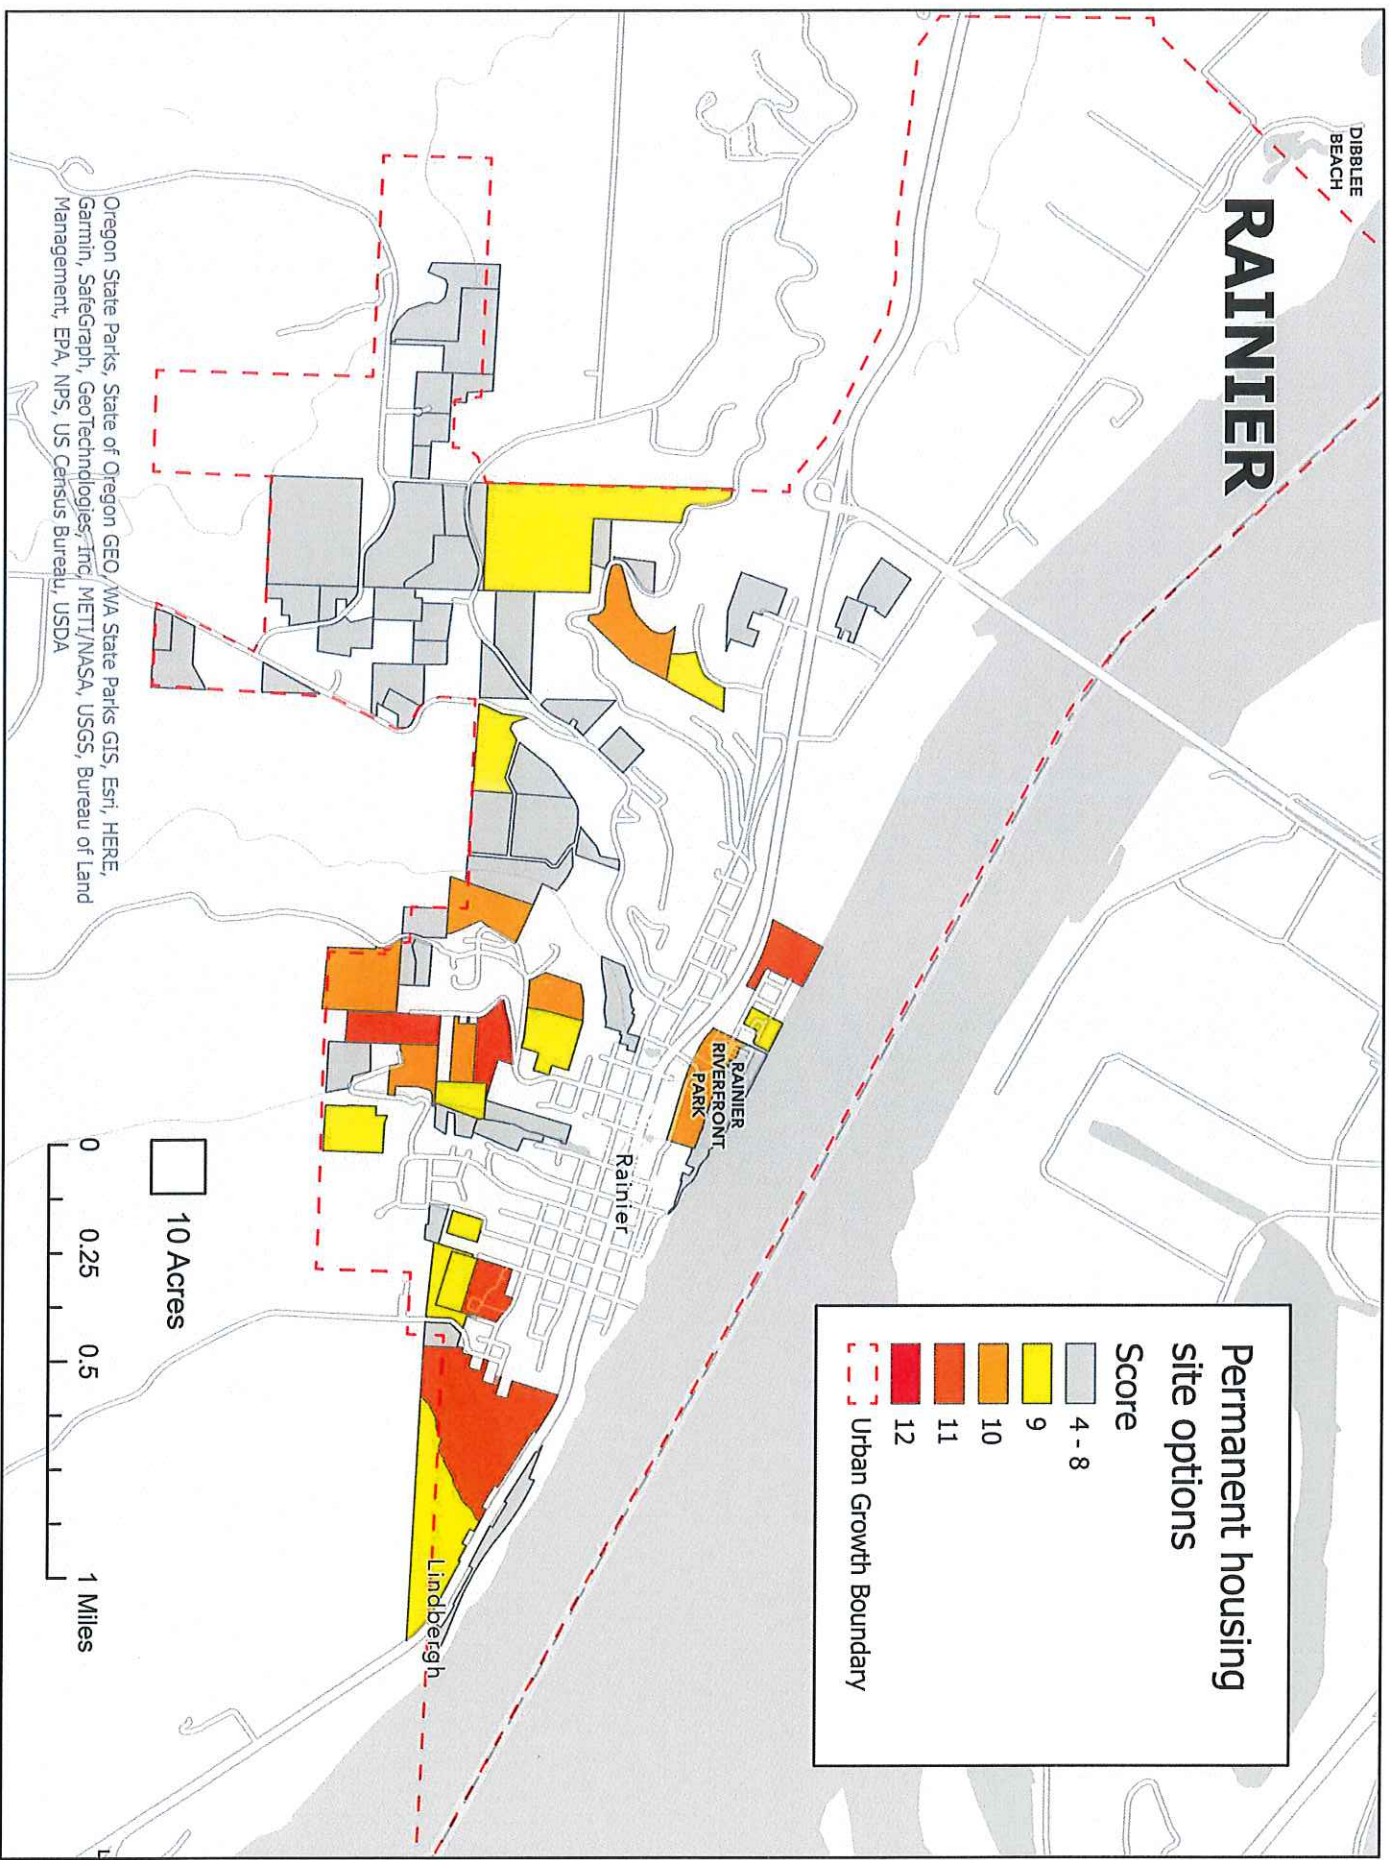 DIBBLEE
BEACH
RAINIER
Permanent housing
site options
Score
4 - 8
9
10
11
12
Urban Growth Boundary
RAINIER
RIVERFRONT
PARK
Rainier
Lindbergh
Oregon State Parks, State of Oregon GEO, WA State Parks GIS, Esri, HERE,
Garmin, SafeGraph, GeoTechnologies, Inc, METI/NASA, USGS, Bureau of Land
Management, EPA, NPS, US Census Bureau, USDA
10 Acres
0 0.25 0.5 1 Miles